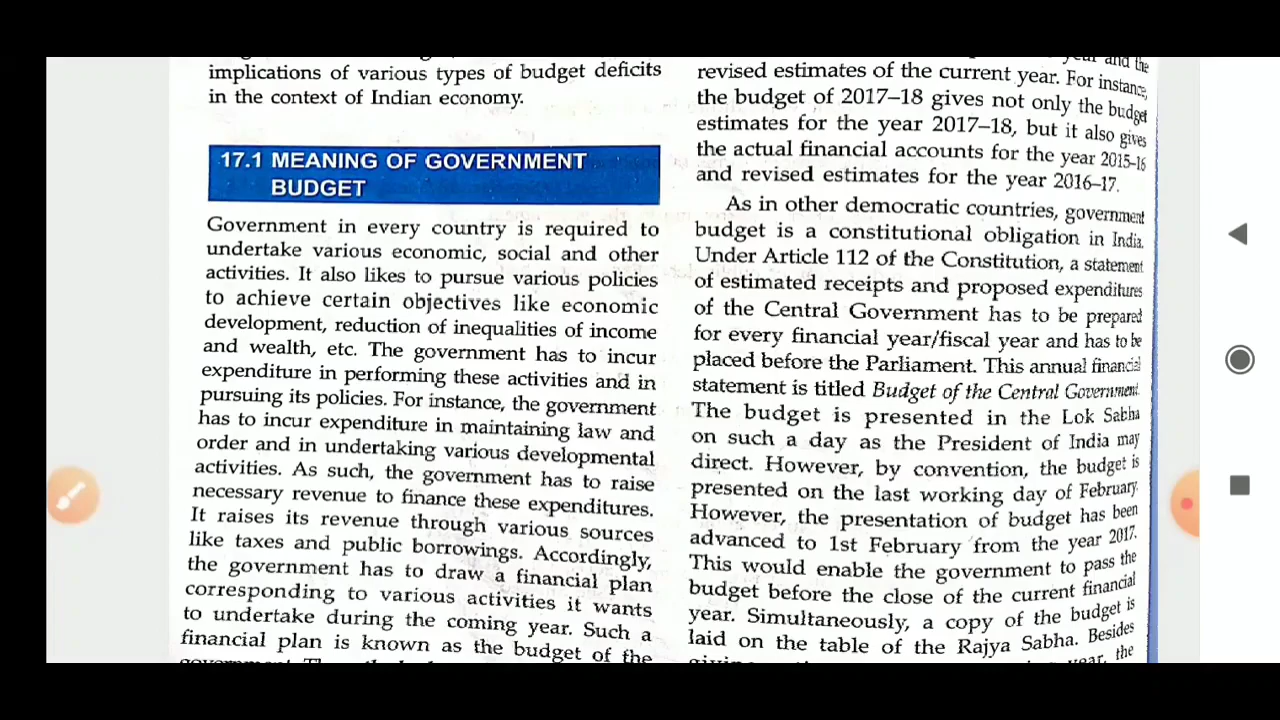 implications of various types of budget deficits
in the context of Indian economy.
17.1 MEANING OF GOVERNMENT
BUDGET
Government in every country is required to
undertake various economic, social and other
activities. It also likes to pursue various policies
to achieve certain objectives like economic
development, reduction of inequalities of income
and wealth, etc. The government has to incur
expenditure in performing these activities and in
pursuing its policies. For instance, the government
has to incur expenditure in maintaining law and
order and in undertaking various developmental
activities. As such, the government has to raise
necessary revenue to finance these expenditures.
It raises its revenue through various sources
like taxes and public borrowings. Accordingly,
the government has to draw a financial plan
corresponding to various activities it wants
to undertake during the coming year. Such a
financial plan is known as the budget of the
year and the
revised estimates of the current year. For instance,
the budget of 2017–18 gives not only the budget
estimates for the year 2017–18, but it also gives
the actual financial accounts for the year 2015-16
and revised estimates for the year 2016–17.
As in other democratic countries, government
budget is a constitutional obligation in India.
Under Article 112 of the Constitution, a statement
of estimated receipts and proposed expenditures
of the Central Government has to be prepared
for every financial year/fiscal year and has to be
placed before the Parliament. This annual financial
statement is titled Budget of the Central Government.
The budget is presented in the Lok Sabha
on such a day as the President of India may
direct. However, by convention, the budget is
presented on the last working day of February.
However, the presentation of budget has been
advanced to 1st February from the year 2017.
This would enable the government to pass the
budget before the close of the current financial
year. Simultaneously, a copy of the budget is
laid on the table of the Rajya Sabha. Besides
year, the